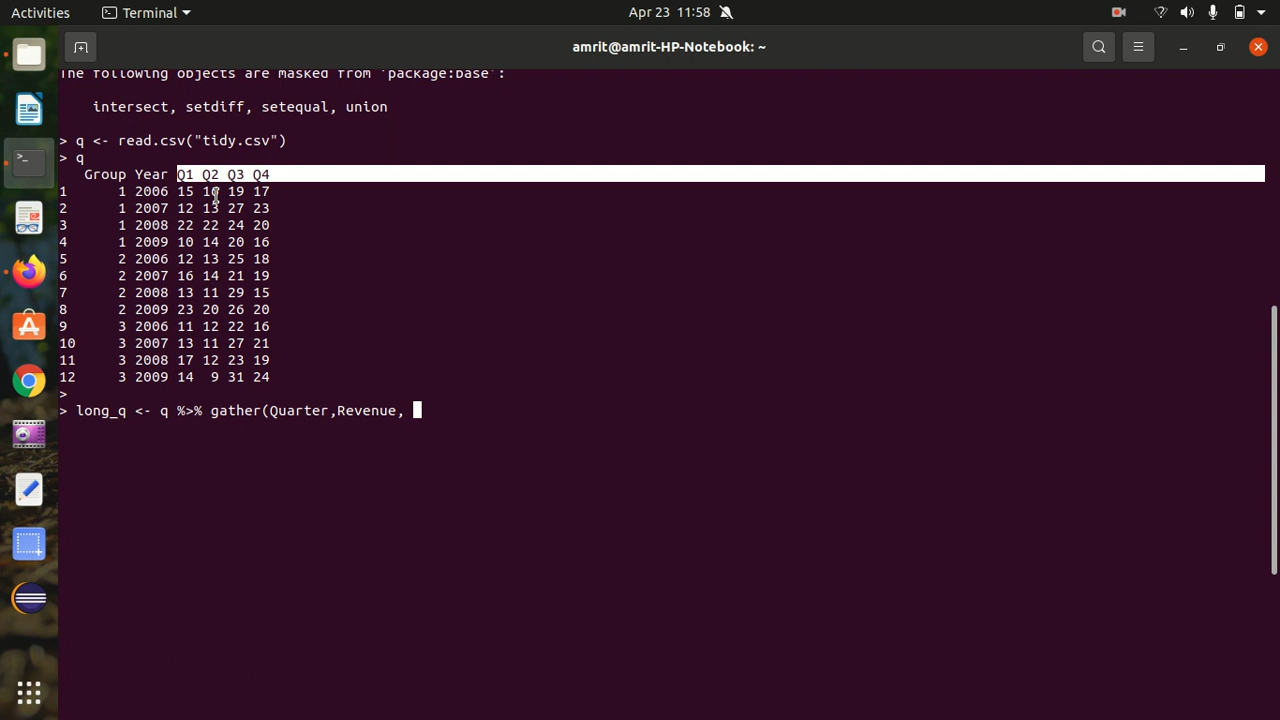 Activities Terminal Apr 23 11:58
amrit@amrit-HP-Notebook: ~
The following objects are masked from 'package:base':
intersect, setdiff, setequal, union
> q <- read.csv("tidy.csv")
> q
Group Year Q1 Q2 Q3 Q4
1 1 2006 15 16 19 17
2 1 2007 12 13 27 23
3 1 2008 22 22 24 20
4 1 2009 10 14 20 16
5 2 2006 12 13 25 18
6 2 2007 16 14 21 19
7 2 2008 13 11 29 15
8 2 2009 23 20 26 20
9 3 2006 11 12 22 16
10 3 2007 13 11 27 21
11 3 2008 17 12 23 19
12 3 2009 14 9 31 24
>
> long_q <- q %>% gather(Quarter,Revenue,